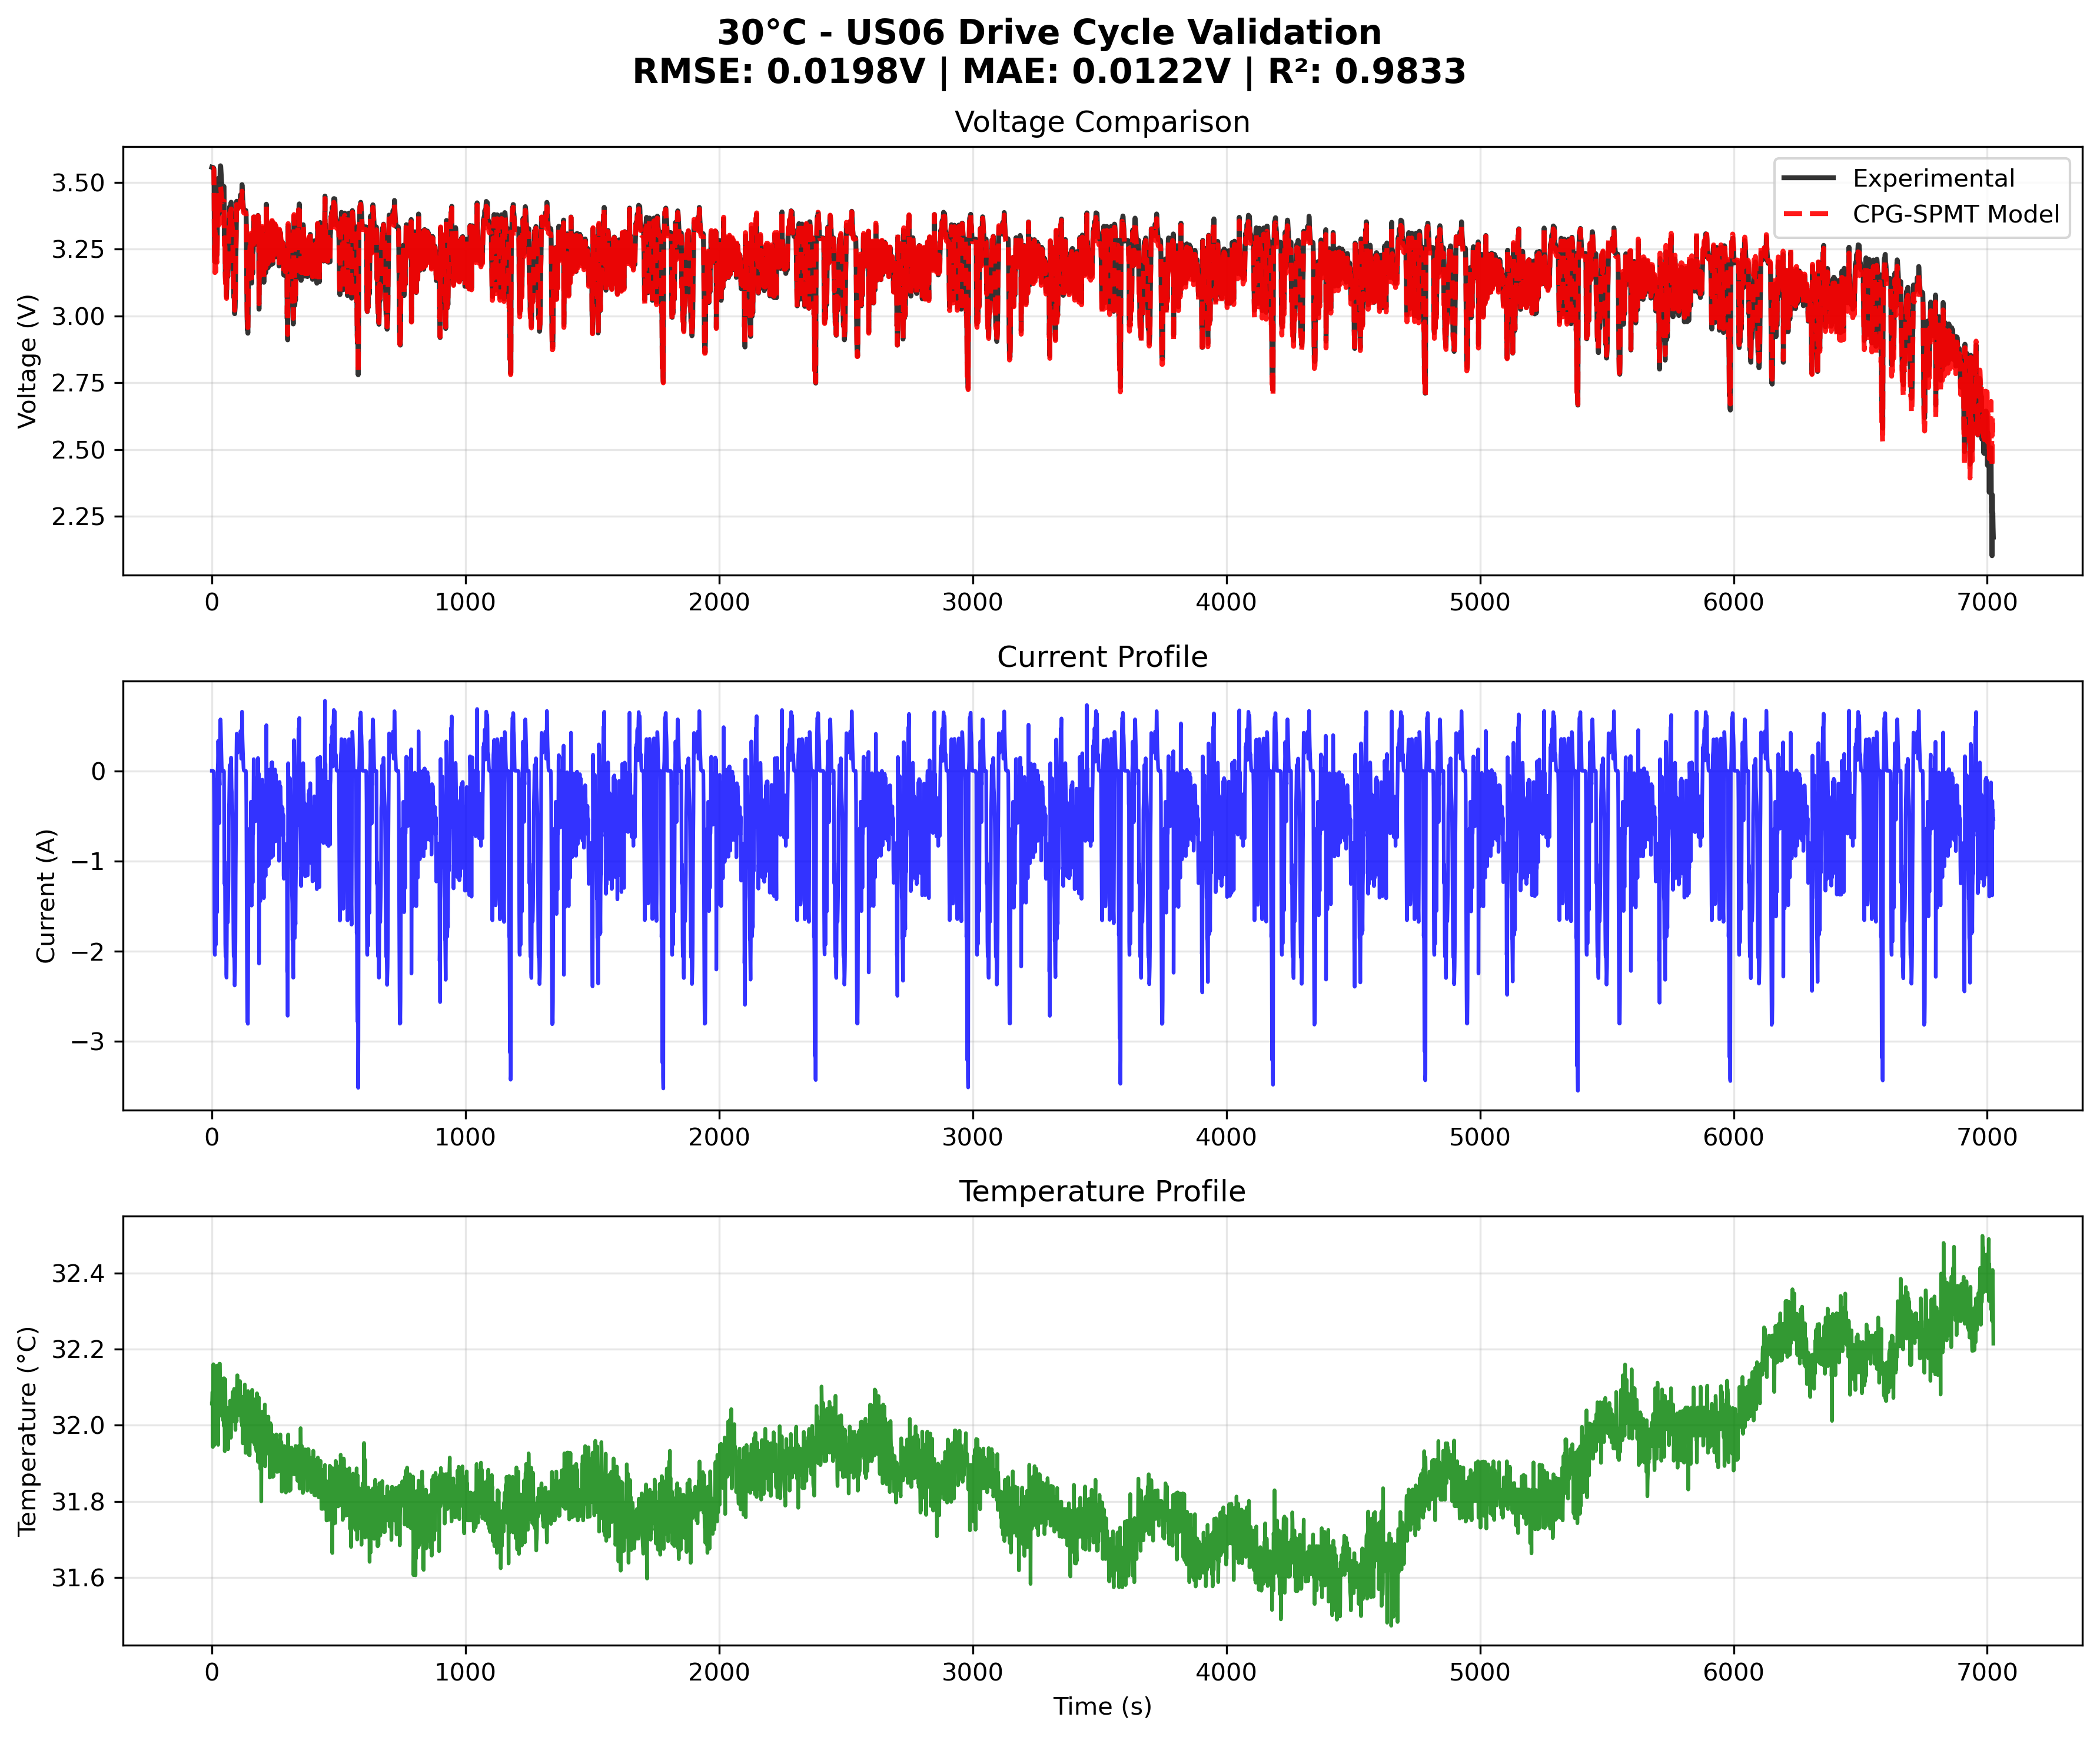 30°C - US06 Drive Cycle Validation
RMSE: 0.0198V | MAE: 0.0122V | R²: 0.9833
Voltage Comparison
Voltage (V)
3.50
3.25
3.00
2.75
2.50
2.25
Experimental
CPG-SPMT Model
0 1000 2000 3000 4000 5000 6000 7000
Current Profile
Current (A)
0
−1
−2
−3
0 1000 2000 3000 4000 5000 6000 7000
Temperature Profile
Temperature (°C)
32.4
32.2
32.0
31.8
31.6
0 1000 2000 3000 4000 5000 6000 7000
Time (s)